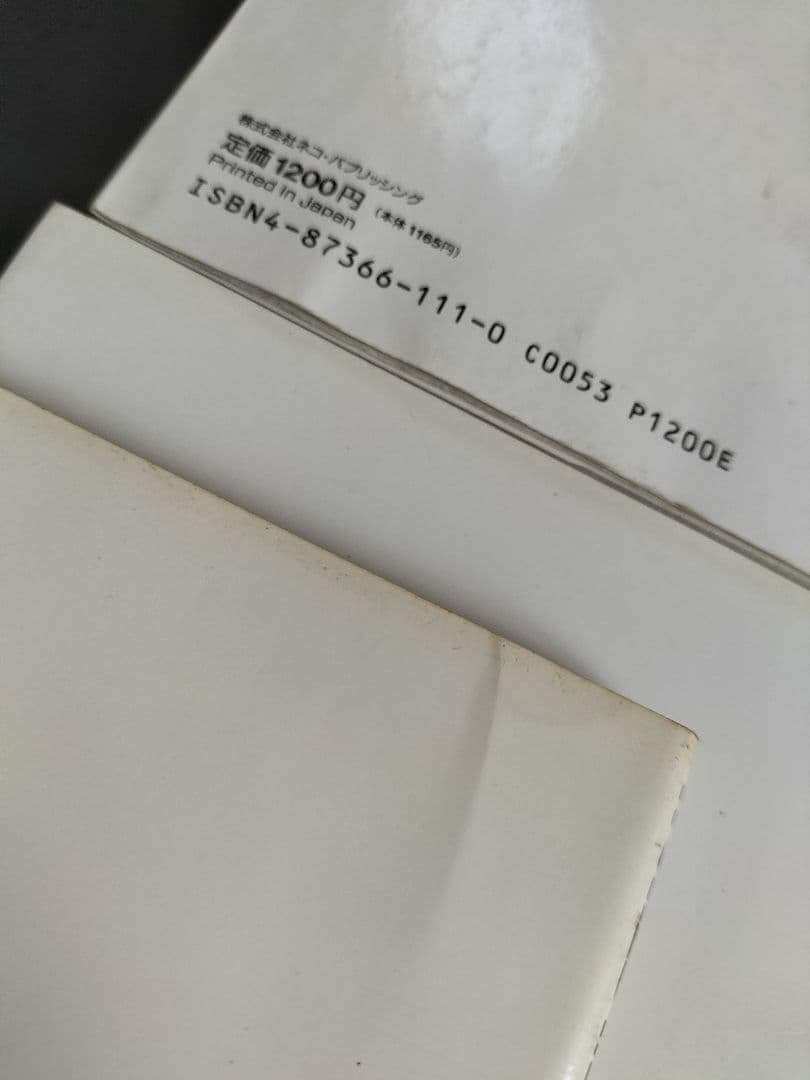 株式会社ネコ・パブリッシング
定価1200円（本体1165円）
Printed in Japan
ISBN4-87366-111-0 C0053 P1200E